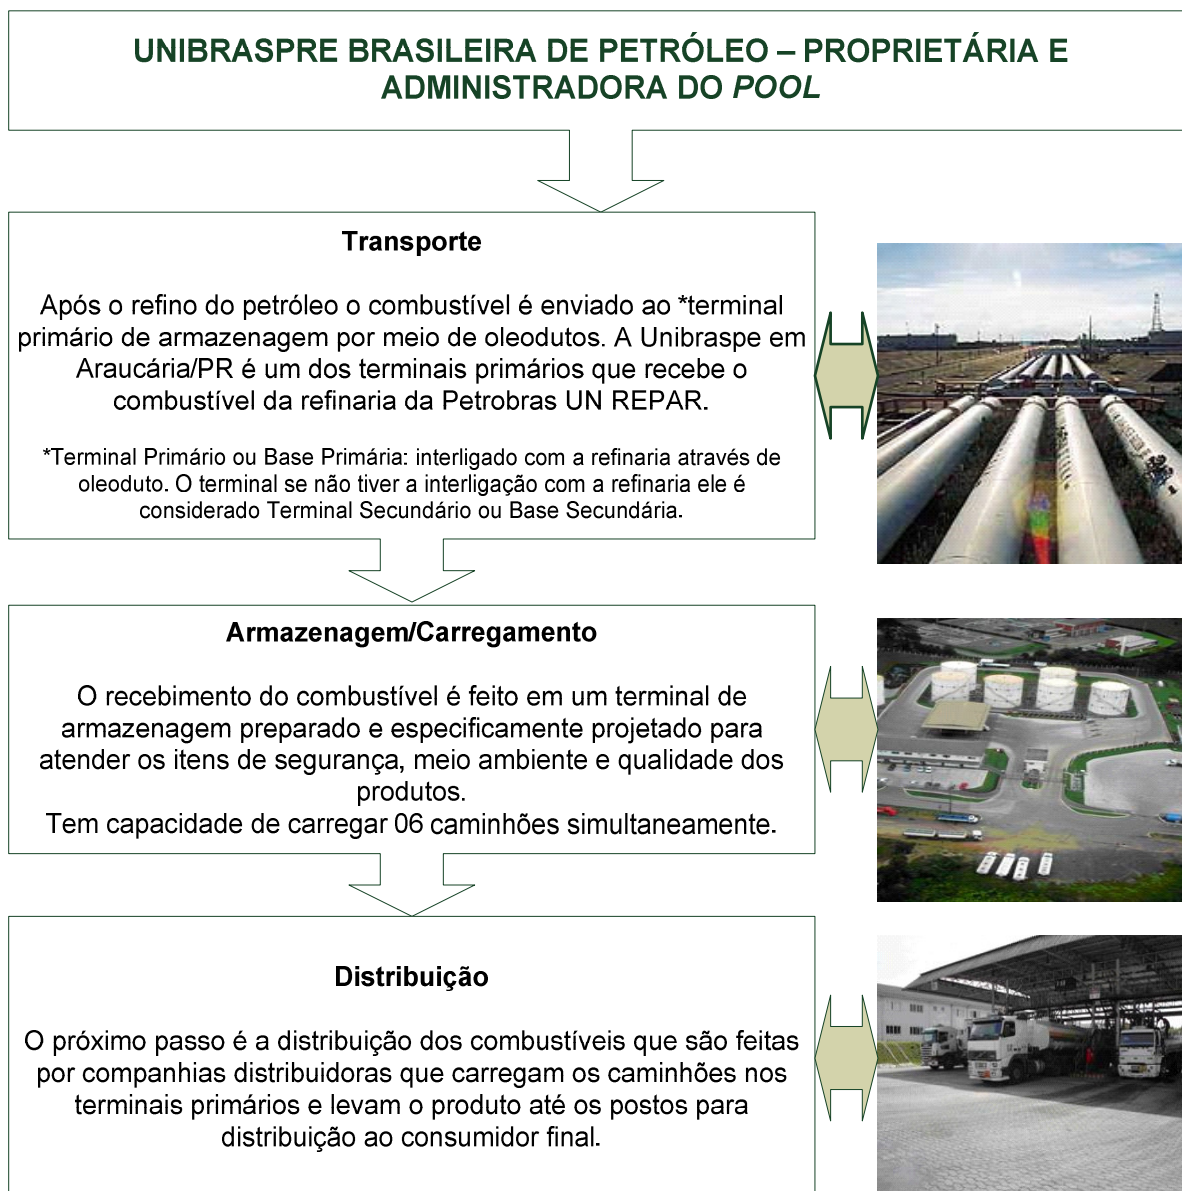 UNIBRASPRE BRASILEIRA DE PETRÓLEO – PROPRIETÁRIA E
ADMINISTRADORA DO POOL
Transporte
Após o refino do petróleo o combustível é enviado ao *terminal
primário de armazenagem por meio de oleodutos. A Unibraspe em
Araucária/PR é um dos terminais primários que recebe o
combustível da refinaria da Petrobras UN REPAR.
*Terminal Primário ou Base Primária: interligado com a refinaria através de
oleoduto. O terminal se não tiver a interligação com a refinaria ele é
considerado Terminal Secundário ou Base Secundária.
Armazenagem/Carregamento
O recebimento do combustível é feito em um terminal de
armazenagem preparado e especificamente projetado para
atender os itens de segurança, meio ambiente e qualidade dos
produtos.
Tem capacidade de carregar 06 caminhões simultaneamente.
Distribuição
O próximo passo é a distribuição dos combustíveis que são feitas
por companhias distribuidoras que carregam os caminhões nos
terminais primários e levam o produto até os postos para
distribuição ao consumidor final.